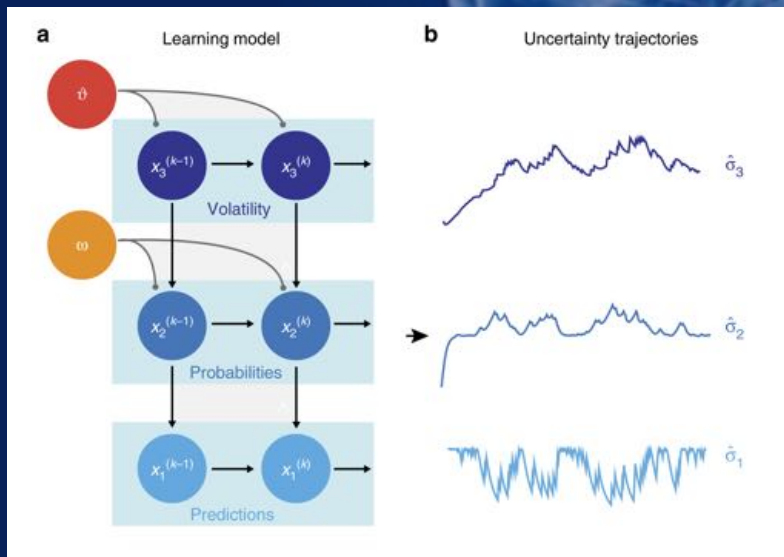 a Learning model
ϑ̂
x₃⁽ᵏ⁻¹⁾ x₃⁽ᵏ⁾
Volatility
ω
x₂⁽ᵏ⁻¹⁾ x₂⁽ᵏ⁾
Probabilities
x₁⁽ᵏ⁻¹⁾ x₁⁽ᵏ⁾
Predictions
b Uncertainty trajectories
σ̂₃
σ̂₂
σ̂₁